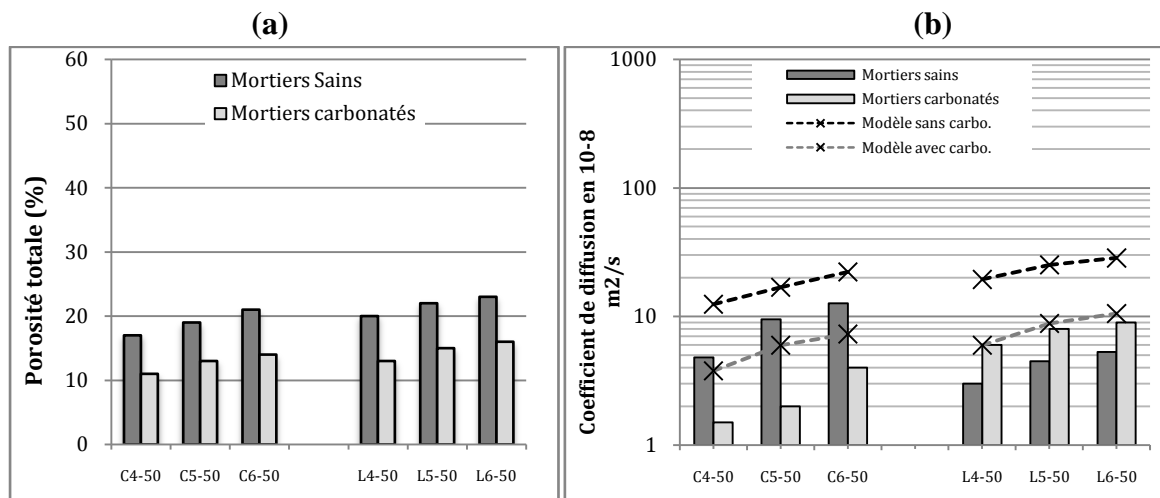 (a)
Porosité totale (%)
60
50
40
30
20
10
0
Mortiers Sains
Mortiers carbonatés
C4-50 C5-50 C6-50 L4-50 L5-50 L6-50
(b)
Coefficient de diffusion en 10-8
m2/s
1000
100
10
1
Mortiers sains
Mortiers carbonatés
Modèle sans carbo.
Modèle avec carbo.
C4-50 C5-50 C6-50 L4-50 L5-50 L6-50